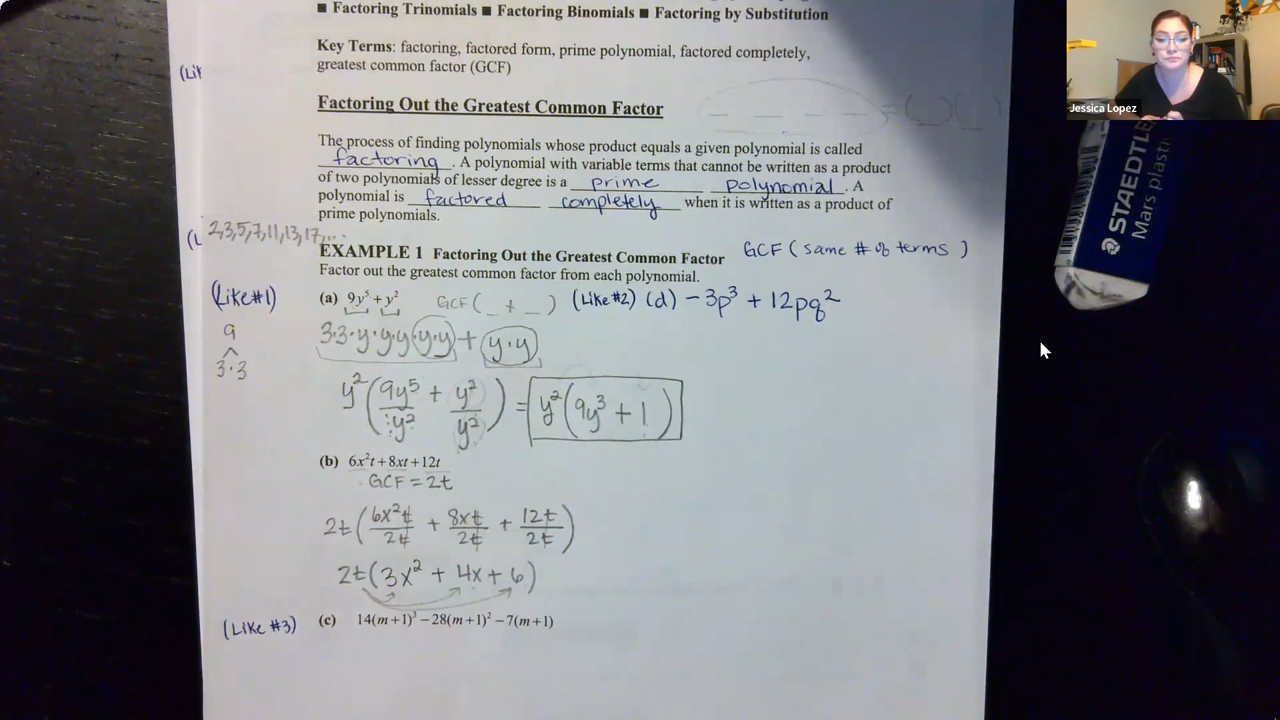 ■ Factoring Trinomials ■ Factoring Binomials ■ Factoring by Substitution
Key Terms: factoring, factored form, prime polynomial, factored completely,
greatest common factor (GCF)
(Lik
Jessica Lopez
Factoring Out the Greatest Common Factor
_ _ _ _ = (_)(_)
The process of finding polynomials whose product equals a given polynomial is called
factoring. A polynomial with variable terms that cannot be written as a product
of two polynomials of lesser degree is a prime polynomial. A
polynomial is factored completely when it is written as a product of
prime polynomials.
STAEDTLER
Mars plastic
2,3,5,7,11,13,17,...
(L
EXAMPLE 1 Factoring Out the Greatest Common Factor GCF (same # of terms)
Factor out the greatest common factor from each polynomial.
(Like #1) (a) 9y⁵ + y² GCF ( _ + _ ) (Like #2) (d) -3p³ + 12pq²
9
3·3
3·3·y·y·y·y·y + y·y
y²(9y⁵/y² + y²/y²) = y²(9y³ + 1)
(b) 6x²t + 8xt + 12t
GCF = 2t
2t(6x²t/2t + 8xt/2t + 12t/2t)
2t(3x² + 4x + 6)
(Like #3) (c) 14(m+1)³ − 28(m+1)² − 7(m+1)